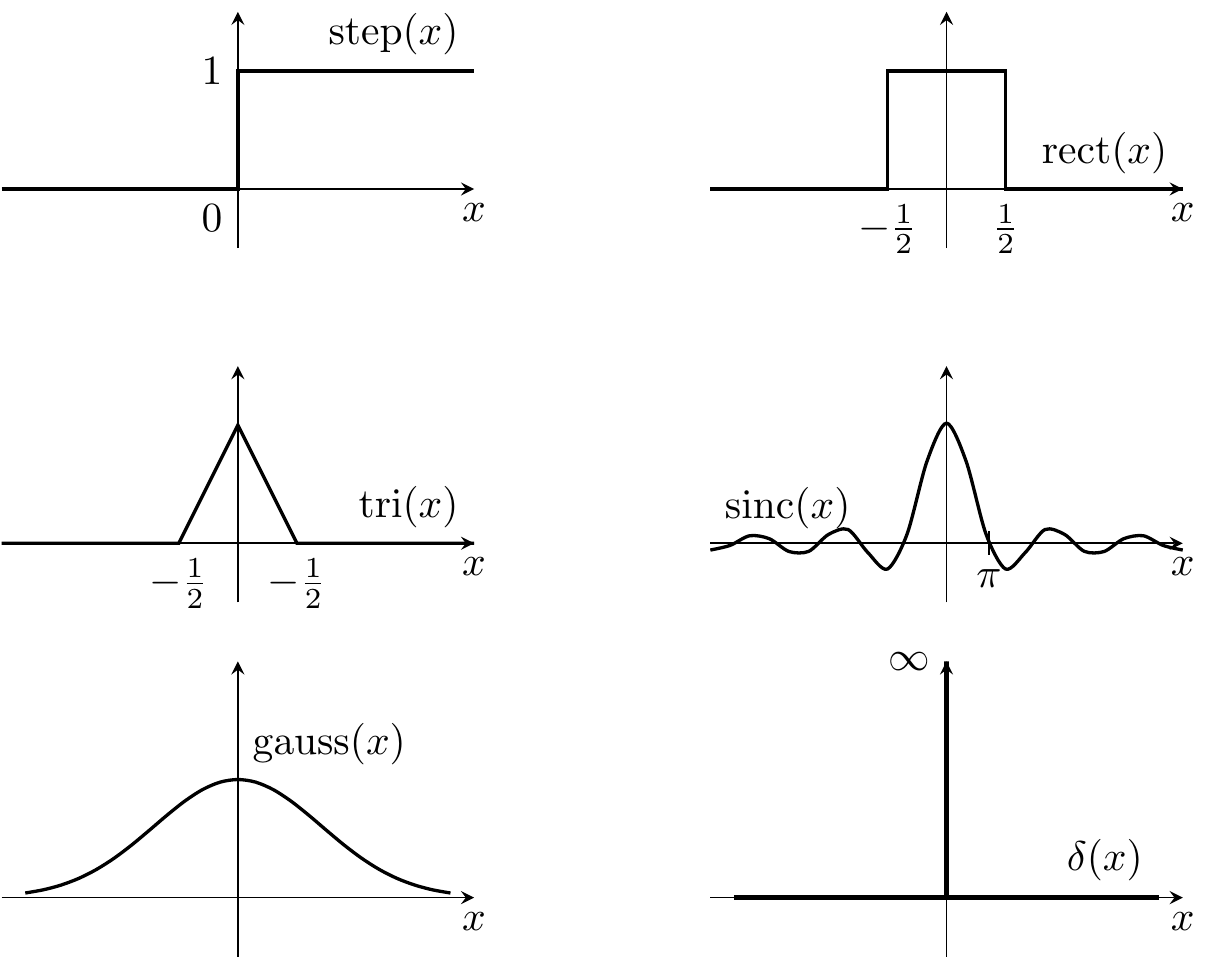 step(x)
1
0
x
rect(x)
x
−1/2
1/2
tri(x)
x
−1/2
−1/2
sinc(x)
x
π
gauss(x)
x
∞
δ(x)
x